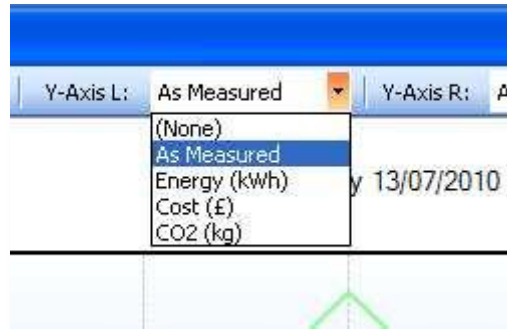 Y-Axis L: As Measured Y-Axis R:
(None)
As Measured
Energy (kWh) y 13/07/2010
Cost (£)
CO2 (kg)